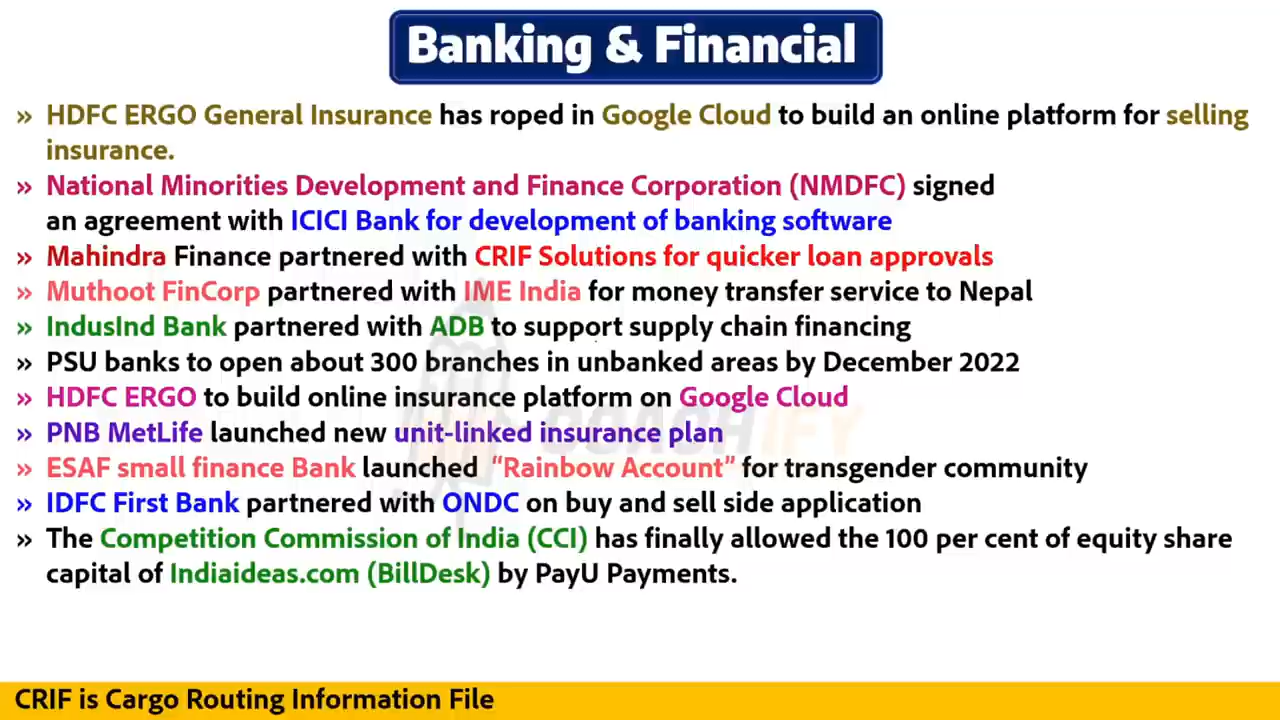 Banking & Financial
» HDFC ERGO General Insurance has roped in Google Cloud to build an online platform for selling
insurance.
» National Minorities Development and Finance Corporation (NMDFC) signed
an agreement with ICICI Bank for development of banking software
» Mahindra Finance partnered with CRIF Solutions for quicker loan approvals
» Muthoot FinCorp partnered with IME India for money transfer service to Nepal
» IndusInd Bank partnered with ADB to support supply chain financing
» PSU banks to open about 300 branches in unbanked areas by December 2022
» HDFC ERGO to build online insurance platform on Google Cloud
» PNB MetLife launched new unit-linked insurance plan
» ESAF small finance Bank launched “Rainbow Account” for transgender community
» IDFC First Bank partnered with ONDC on buy and sell side application
» The Competition Commission of India (CCI) has finally allowed the 100 per cent of equity share
capital of Indiaideas.com (BillDesk) by PayU Payments.
CRIF is Cargo Routing Information File